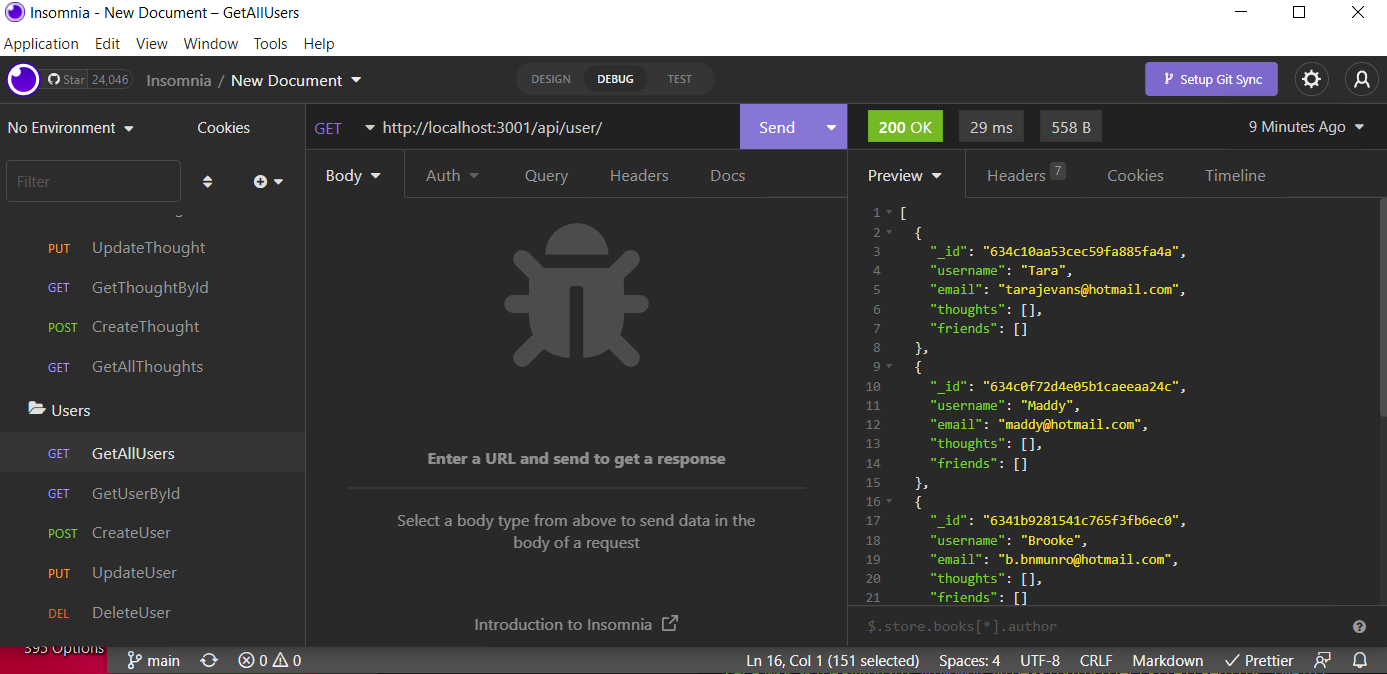 Insomnia - New Document – GetAllUsers
Application Edit View Window Tools Help
Star 24,046 Insomnia / New Document DESIGN DEBUG TEST Setup Git Sync
No Environment Cookies
Filter
PUT UpdateThought
GET GetThoughtById
POST CreateThought
GET GetAllThoughts
Users
GET GetAllUsers
GET GetUserById
POST CreateUser
PUT UpdateUser
DEL DeleteUser
GET http://localhost:3001/api/user/ Send
Body Auth Query Headers Docs
Enter a URL and send to get a response
Select a body type from above to send data in the
body of a request
Introduction to Insomnia
200 OK 29 ms 558 B 9 Minutes Ago
Preview Headers 7 Cookies Timeline
1 [
2 {
3 "_id": "634c10aa53cec59fa885fa4a",
4 "username": "Tara",
5 "email": "tarajevans@hotmail.com",
6 "thoughts": [],
7 "friends": []
8 },
9 {
10 "_id": "634c0f72d4e05b1caeeaa24c",
11 "username": "Maddy",
12 "email": "maddy@hotmail.com",
13 "thoughts": [],
14 "friends": []
15 },
16 {
17 "_id": "6341b9281541c765f3fb6ec0",
18 "username": "Brooke",
19 "email": "b.bnmunro@hotmail.com",
20 "thoughts": [],
21 "friends": []
$.store.books[*].author
395 Options
main 0 0 Ln 16, Col 1 (151 selected) Spaces: 4 UTF-8 CRLF Markdown Prettier